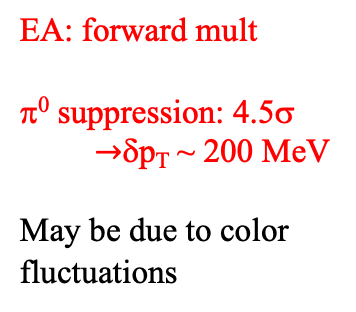 EA: forward mult
π⁰ suppression: 4.5σ
→δp_T ~ 200 MeV
May be due to color
fluctuations